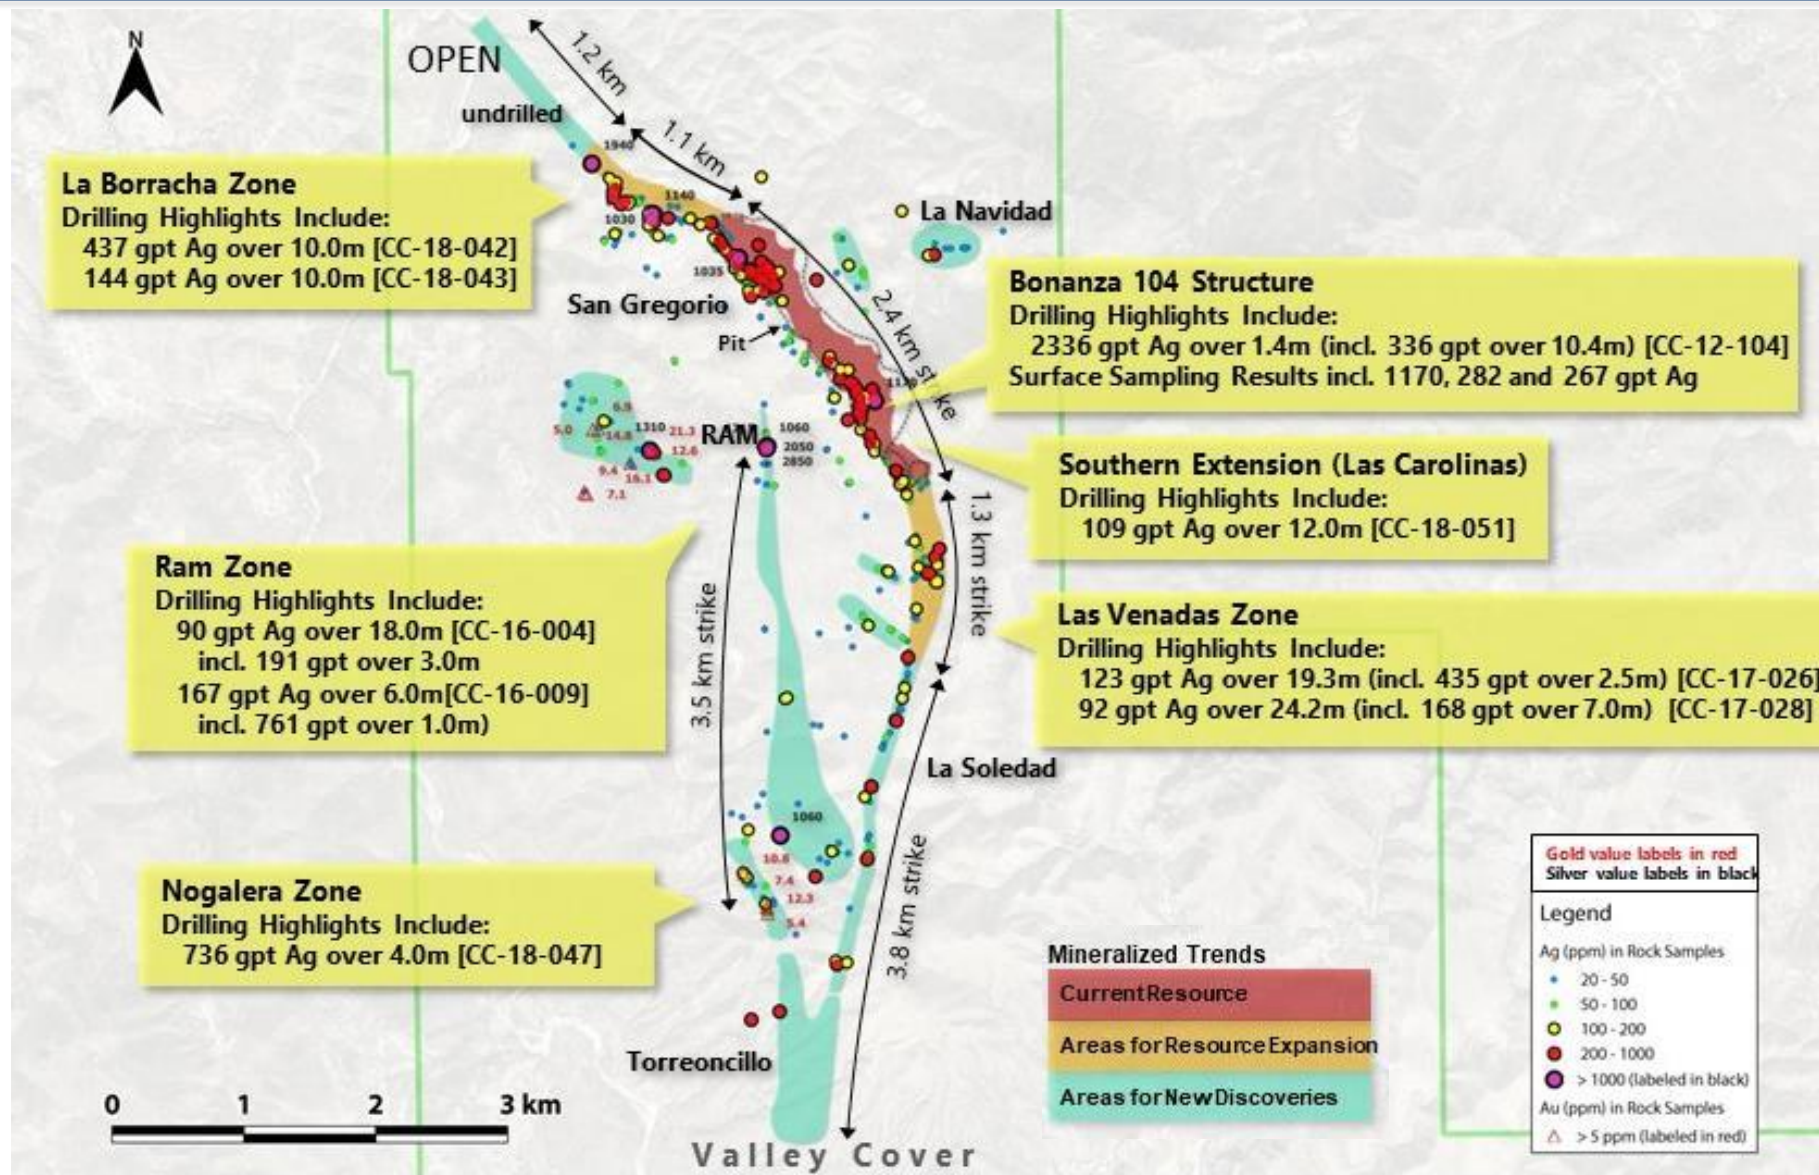 N
OPEN
undrilled
1.2 km
1.1 km
1940
1140
1030
1035
La Navidad
La Borracha Zone
Drilling Highlights Include:
437 gpt Ag over 10.0m [CC-18-042]
144 gpt Ag over 10.0m [CC-18-043]
San Gregorio
Pit
2.4 km strike
Bonanza 104 Structure
Drilling Highlights Include:
2336 gpt Ag over 1.4m (incl. 336 gpt over 10.4m) [CC-12-104]
Surface Sampling Results incl. 1170, 282 and 267 gpt Ag
6.9
5.0
14.8
1310
21.3
12.6
9.4
16.1
7.1
RAM
1060
2050
2850
Southern Extension (Las Carolinas)
Drilling Highlights Include:
109 gpt Ag over 12.0m [CC-18-051]
1.3 km strike
Ram Zone
Drilling Highlights Include:
90 gpt Ag over 18.0m [CC-16-004]
incl. 191 gpt over 3.0m
167 gpt Ag over 6.0m[CC-16-009]
incl. 761 gpt over 1.0m)
3.5 km strike
Las Venadas Zone
Drilling Highlights Include:
123 gpt Ag over 19.3m (incl. 435 gpt over 2.5m) [CC-17-026]
92 gpt Ag over 24.2m (incl. 168 gpt over 7.0m) [CC-17-028]
La Soledad
1060
10.8
7.4
12.3
5.4
3.8 km strike
Nogalera Zone
Drilling Highlights Include:
736 gpt Ag over 4.0m [CC-18-047]
Torreoncillo
Valley Cover
0 1 2 3 km
Mineralized Trends
Current Resource
Areas for Resource Expansion
Areas for New Discoveries
Gold value labels in red
Silver value labels in black
Legend
Ag (ppm) in Rock Samples
20 - 50
50 - 100
100 - 200
200 - 1000
> 1000 (labeled in black)
Au (ppm) in Rock Samples
> 5 ppm (labeled in red)